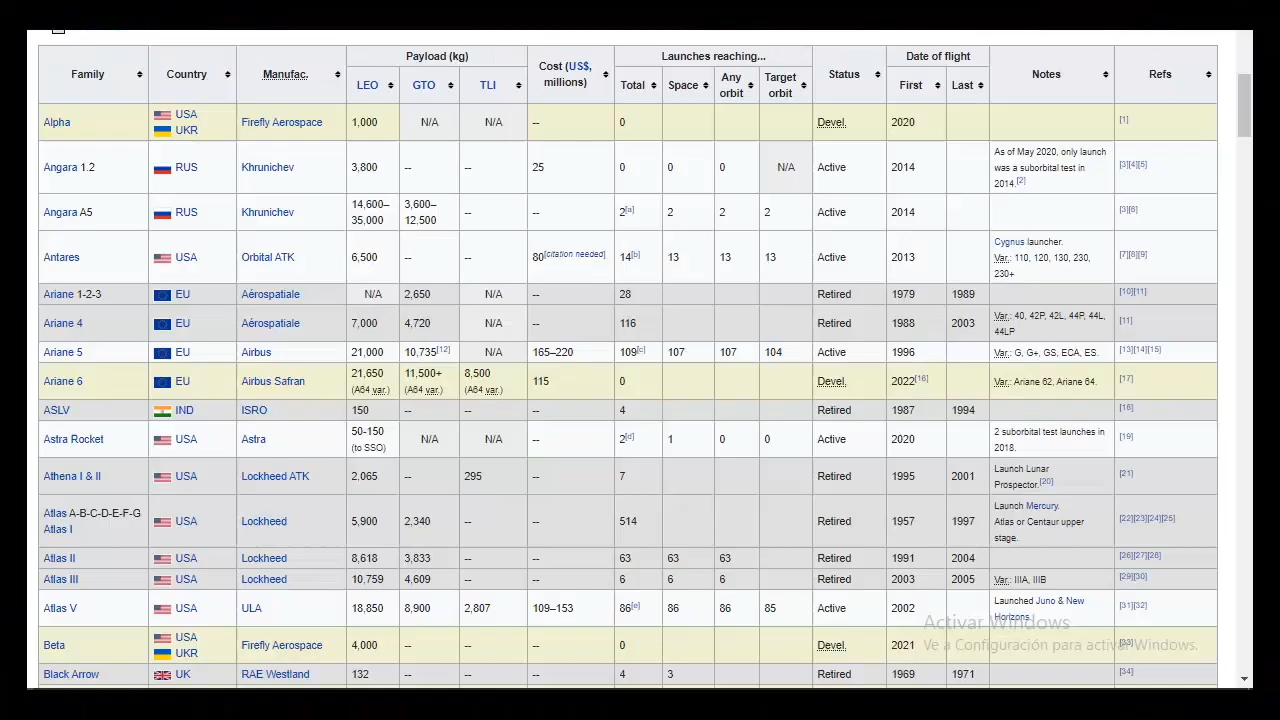 Payload (kg) Launches reaching... Date of flight
Family Country Manufac. LEO GTO TLI Cost (US$, millions) Total Space Any orbit Target orbit Status First Last Notes Refs
Alpha USA UKR Firefly Aerospace 1,000 N/A N/A -- 0 Devel. 2020 [1]
Angara 1.2 RUS Khrunichev 3,800 -- -- 25 0 0 0 N/A Active 2014 As of May 2020, only launch was a suborbital test in 2014.[2] [3][4][5]
Angara A5 RUS Khrunichev 14,600–35,000 3,600–12,500 -- -- 2[a] 2 2 2 Active 2014 [3][6]
Antares USA Orbital ATK 6,500 -- -- 80[citation needed] 14[b] 13 13 13 Active 2013 Cygnus launcher. Var.: 110, 120, 130, 230, 230+ [7][8][9]
Ariane 1-2-3 EU Aérospatiale N/A 2,650 N/A -- 28 Retired 1979 1989 [10][11]
Ariane 4 EU Aérospatiale 7,000 4,720 N/A -- 116 Retired 1988 2003 Var.: 40, 42P, 42L, 44P, 44L, 44LP [11]
Ariane 5 EU Airbus 21,000 10,735[12] N/A 165–220 109[c] 107 107 104 Active 1996 Var.: G, G+, GS, ECA, ES. [13][14][15]
Ariane 6 EU Airbus Safran 21,650 (A64 var.) 11,500+ (A64 var.) 8,500 (A64 var.) 115 0 Devel. 2022[16] Var.: Ariane 62, Ariane 64. [17]
ASLV IND ISRO 150 -- -- -- 4 Retired 1987 1994 [18]
Astra Rocket USA Astra 50-150 (to SSO) N/A N/A -- 2[d] 1 0 0 Active 2020 2 suborbital test launches in 2018. [19]
Athena I & II USA Lockheed ATK 2,065 -- 295 -- 7 Retired 1995 2001 Launch Lunar Prospector.[20] [21]
Atlas A-B-C-D-E-F-G Atlas I USA Lockheed 5,900 2,340 -- -- 514 Retired 1957 1997 Launch Mercury. Atlas or Centaur upper stage. [22][23][24][25]
Atlas II USA Lockheed 8,618 3,833 -- -- 63 63 63 Retired 1991 2004 [26][27][28]
Atlas III USA Lockheed 10.759 4,609 -- -- 6 6 6 Retired 2003 2005 Var.: IIIA, IIIB [29][30]
Atlas V USA ULA 18,850 8,900 2,807 109–153 86[e] 86 86 85 Active 2002 Launched Juno & New Horizons. [31][32]
Beta USA UKR Firefly Aerospace 4,000 -- -- -- 0 Devel. 2021 [33]
Black Arrow UK RAE Westland 132 -- -- -- 4 3 Retired 1969 1971 [34]
Activar Windows
Ve a Configuración para activar Windows.